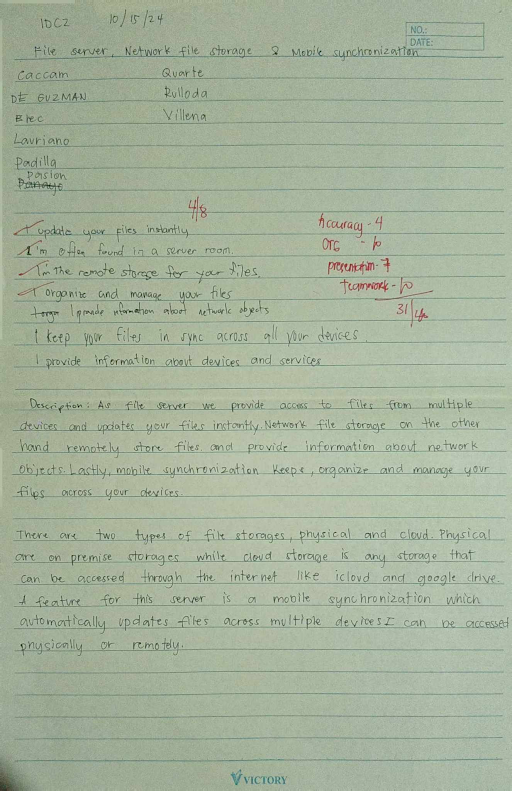 IDC2 10/15/24
NO.:
DATE:
File server, Network file storage & Mobile synchronization
Caccam Quarte
DE GUZMAN Rulloda
Brec Villena
Lauriano
Padilla
Pasion
4/8
I update your files instantly Accuracy - 4
I'm often found in a server room. Org - 10
I'm the remote storage for your files. presentation - 7
I organize and manage your files teamwork - 10
I provide information about network objects 31/40
I keep your files in sync across all your devices
I provide information about devices and services
Description: As file server we provide access to files from multiple
devices and updates your files instantly. Network file storage on the other
hand remotely store files and provide information about network
objects. Lastly, mobile synchronization keeps, organize and manage your
files across your devices
There are two types of file storages, physical and cloud. Physical
are on premise storages while cloud storage is any storage that
can be accessed through the internet like icloud and google drive.
A feature for this server is a mobile synchronization which
automatically updates files across multiple devices I can be accessed
physically or remotely.
VICTORY